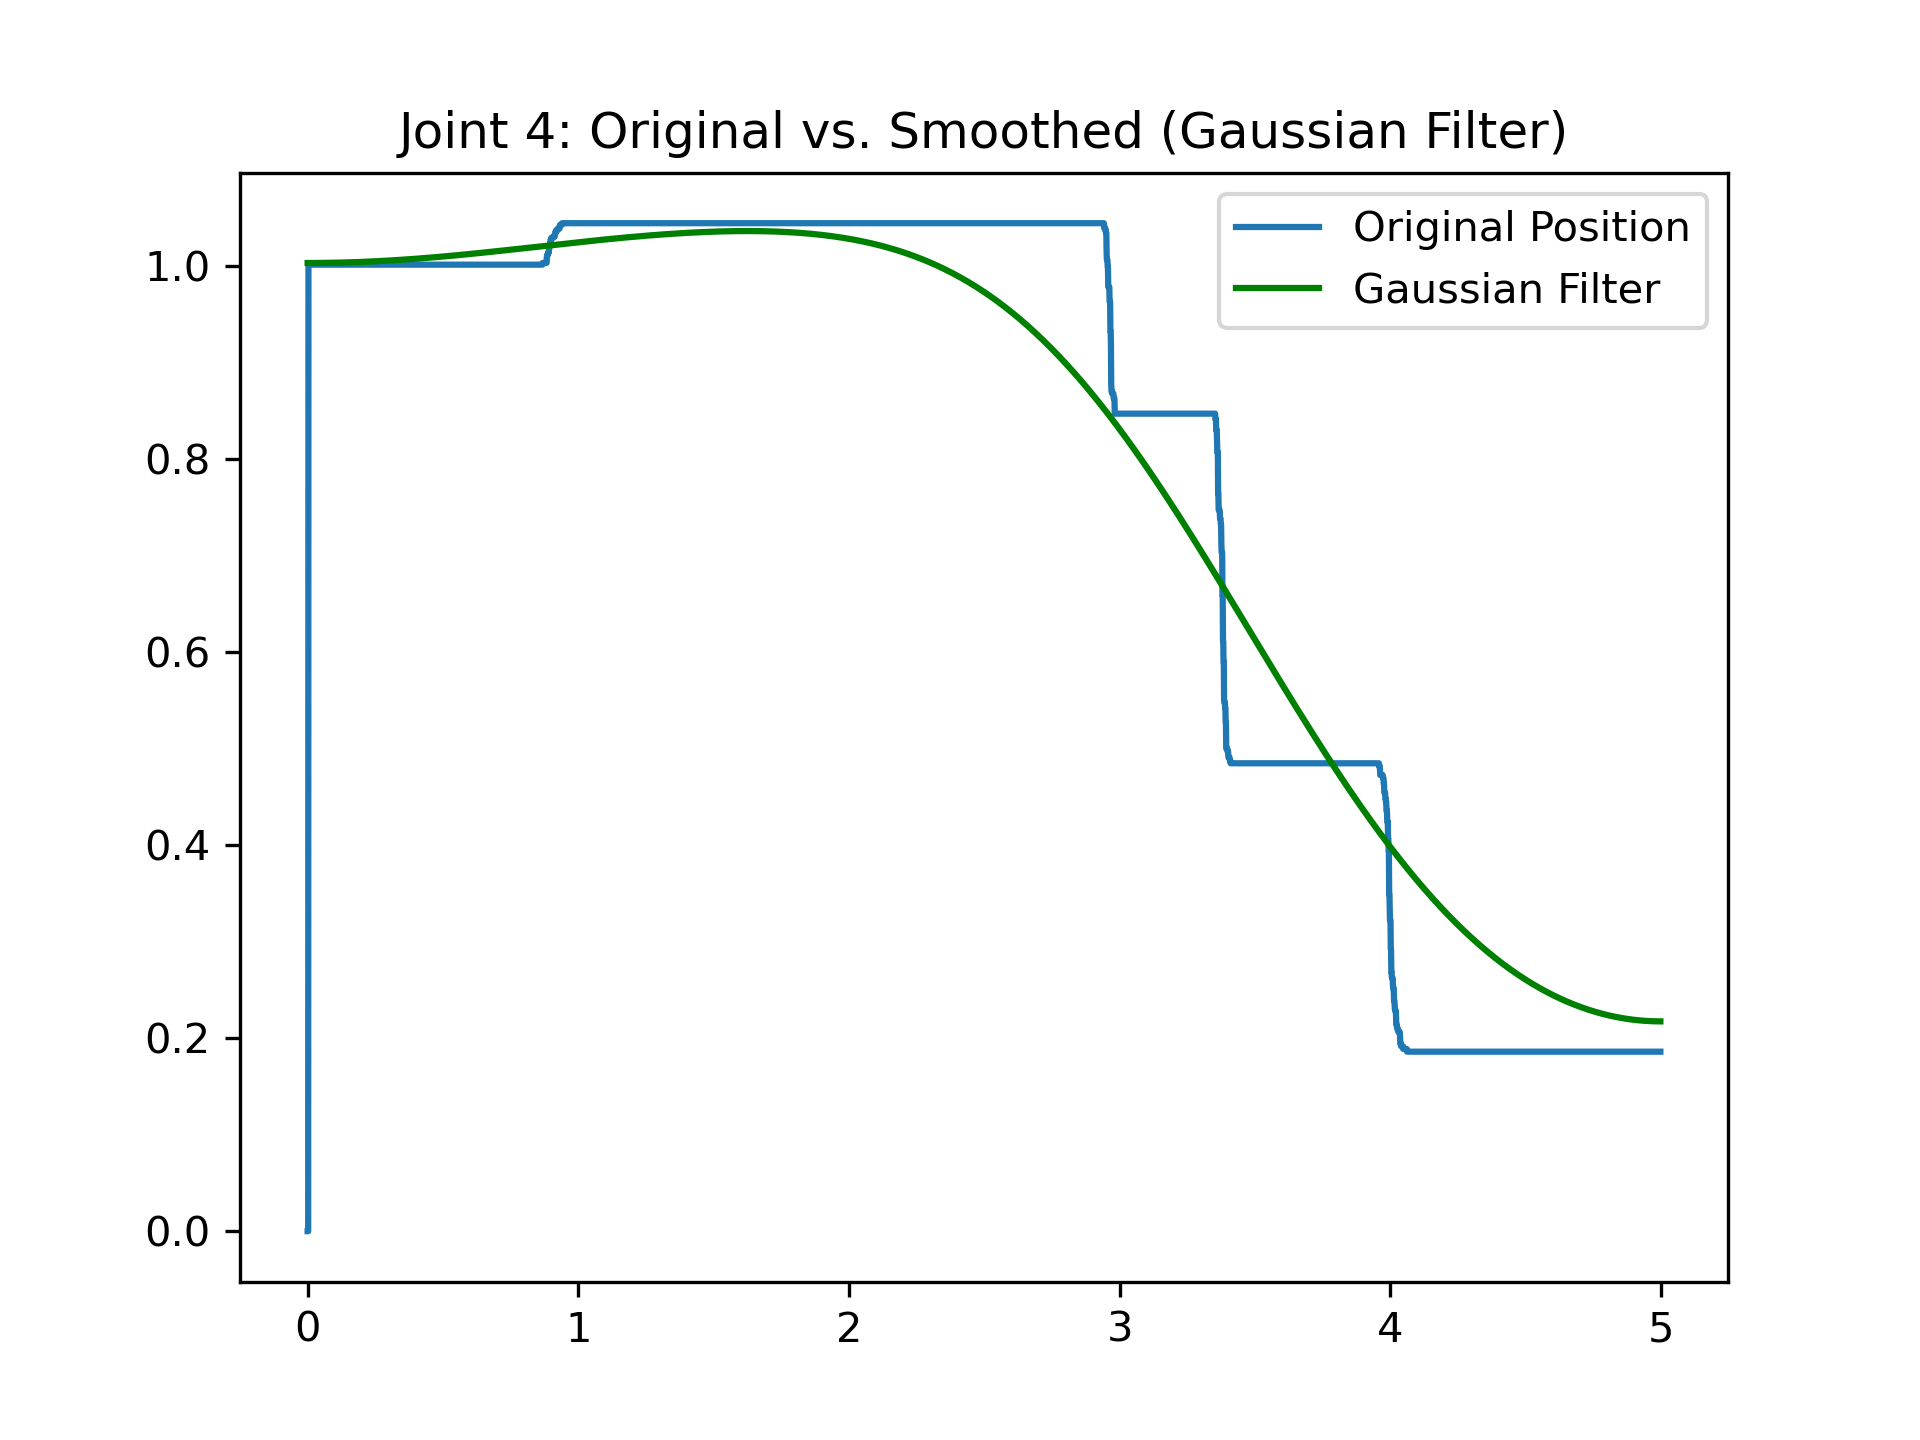 Joint 4: Original vs. Smoothed (Gaussian Filter)
Original Position
Gaussian Filter
1.0
0.8
0.6
0.4
0.2
0.0
0 1 2 3 4 5